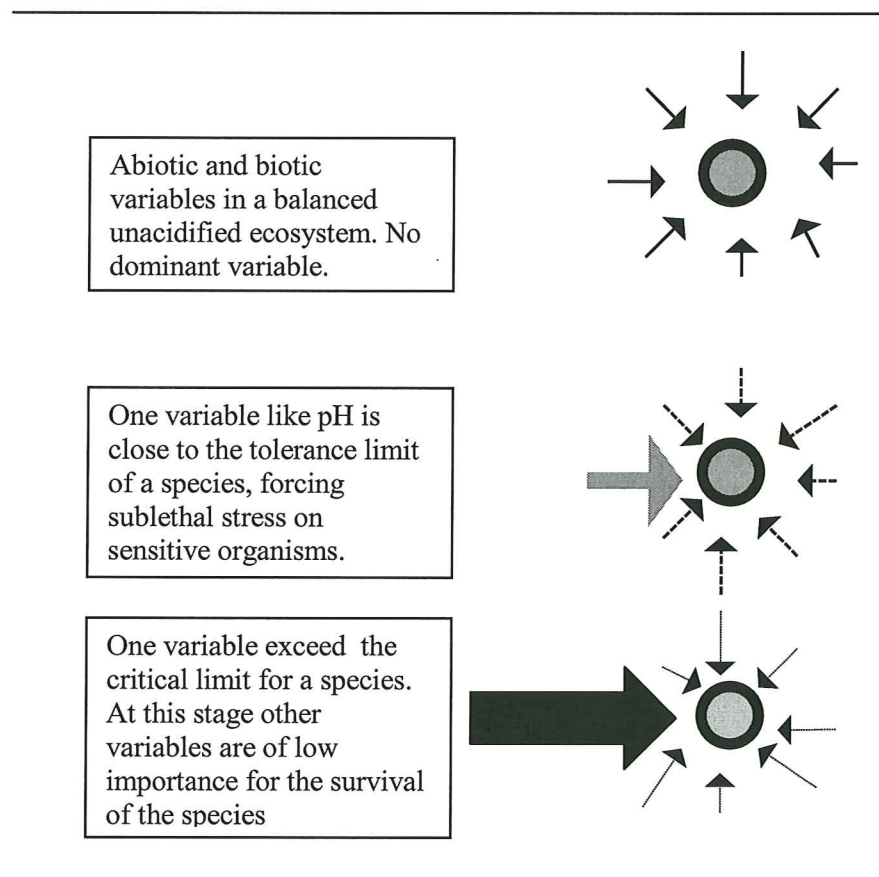 Abiotic and biotic
variables in a balanced
unacidified ecosystem. No
dominant variable.
One variable like pH is
close to the tolerance limit
of a species, forcing
sublethal stress on
sensitive organisms.
One variable exceed the
critical limit for a species.
At this stage other
variables are of low
importance for the survival
of the species